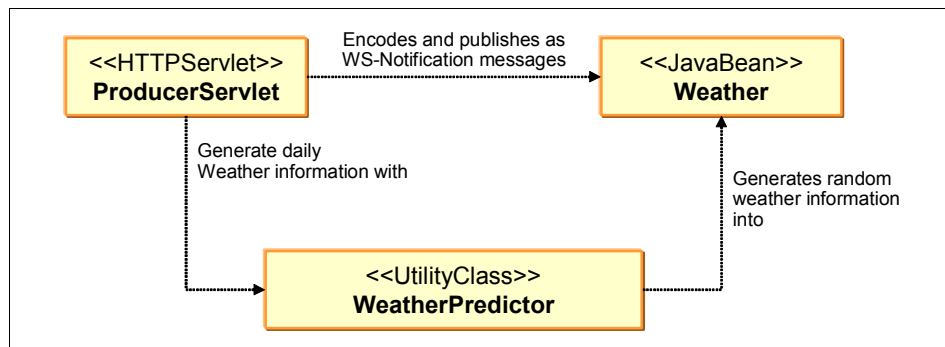 <<HTTPServlet>>
ProducerServlet
Encodes and publishes as
WS-Notification messages
<<JavaBean>>
Weather
Generate daily
Weather information with
Generates random
weather information
into
<<UtilityClass>>
WeatherPredictor